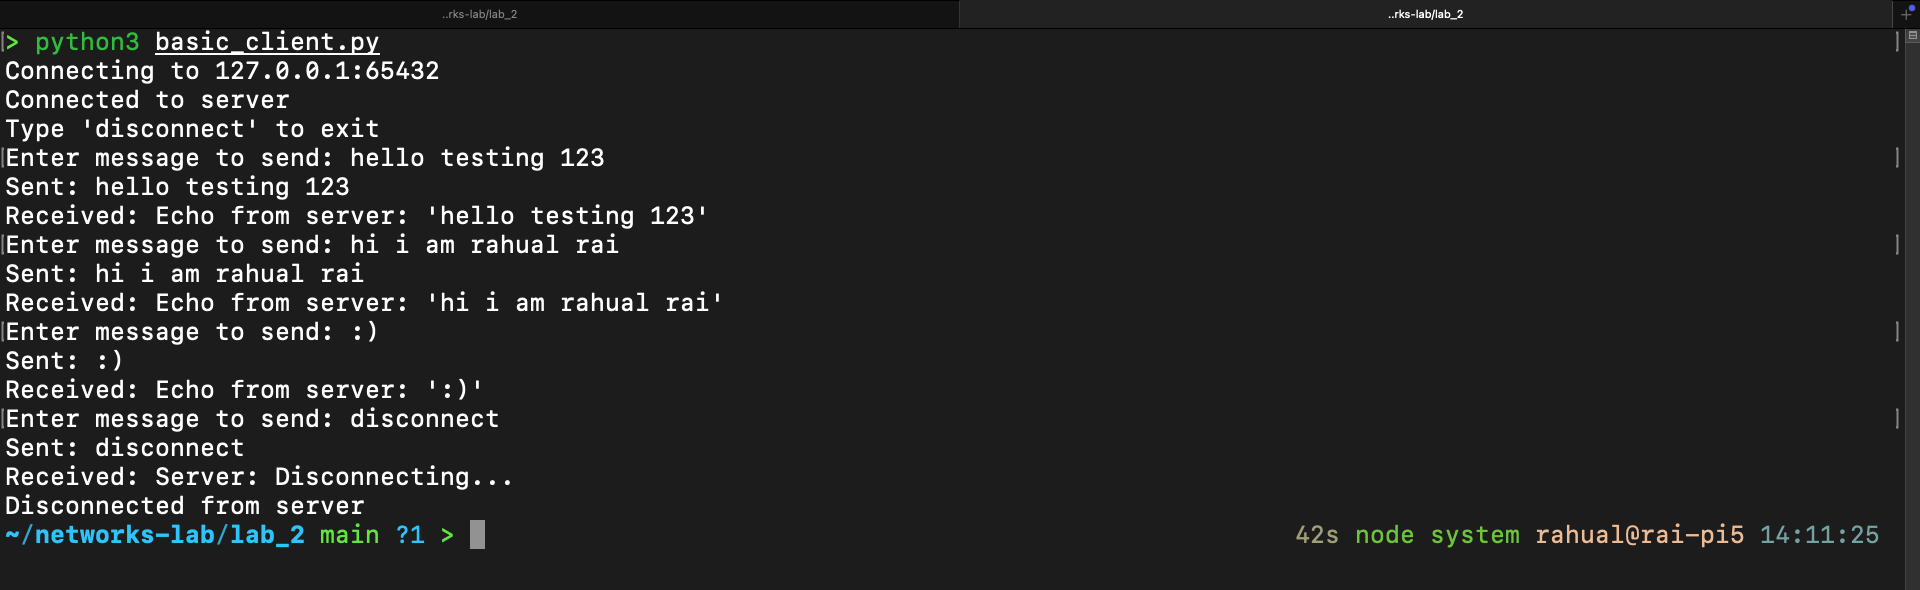 ..rks-lab/lab_2 ..rks-lab/lab_2 +
> python3 basic_client.py
Connecting to 127.0.0.1:65432
Connected to server
Type 'disconnect' to exit
Enter message to send: hello testing 123
Sent: hello testing 123
Received: Echo from server: 'hello testing 123'
Enter message to send: hi i am rahual rai
Sent: hi i am rahual rai
Received: Echo from server: 'hi i am rahual rai'
Enter message to send: :)
Sent: :)
Received: Echo from server: ':)'
Enter message to send: disconnect
Sent: disconnect
Received: Server: Disconnecting...
Disconnected from server
~/networks-lab/lab_2 main ?1 > 42s node system rahual@rai-pi5 14:11:25